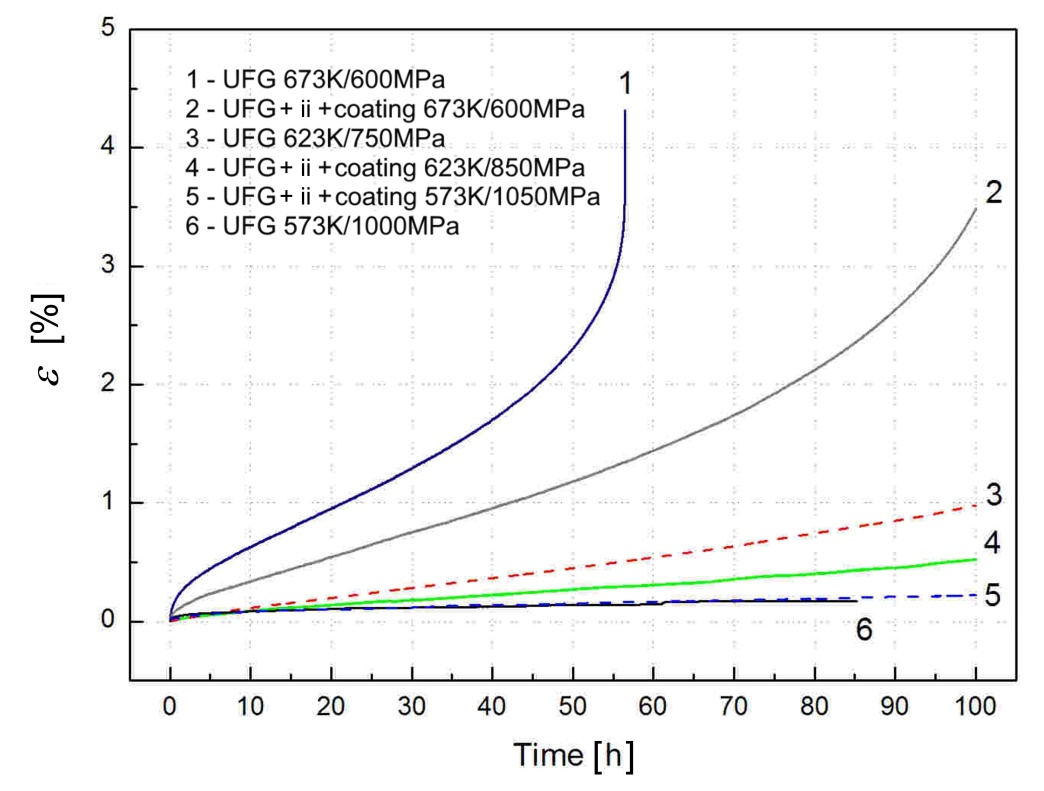 5
4
3
2
1
0
ε [%]
1 - UFG 673K/600MPa
2 - UFG+ ii +coating 673K/600MPa
3 - UFG 623K/750MPa
4 - UFG+ ii +coating 623K/850MPa
5 - UFG+ ii +coating 573K/1050MPa
6 - UFG 573K/1000MPa
1
2
3
4
5
6
0 10 20 30 40 50 60 70 80 90 100
Time [h]